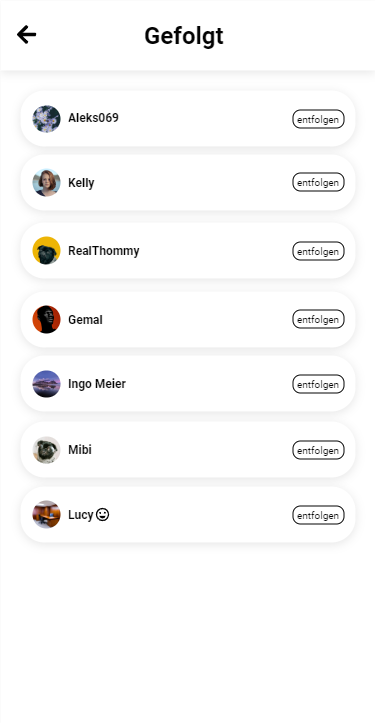 Gefolgt
Aleks069 entfolgen
Kelly entfolgen
RealThommy entfolgen
Gemal entfolgen
Ingo Meier entfolgen
Mibi entfolgen
Lucy☺ entfolgen